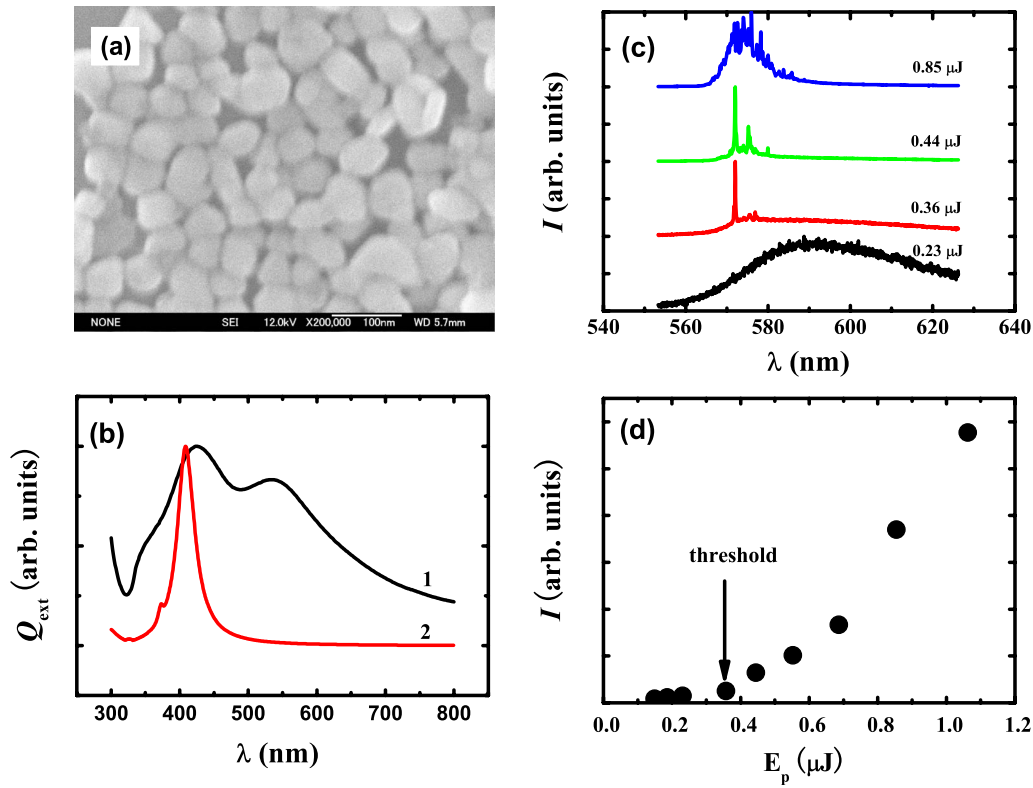 (a)
NONE SEI 12.0kV X200,000 100nm WD 5.7mm
(b)
Q_ext (arb. units)
1
2
300 400 500 600 700 800
λ (nm)
(c)
I (arb. units)
0.85 μJ
0.44 μJ
0.36 μJ
0.23 μJ
540 560 580 600 620 640
λ (nm)
(d)
I (arb. units)
threshold
0.0 0.2 0.4 0.6 0.8 1.0 1.2
E_p (μJ)